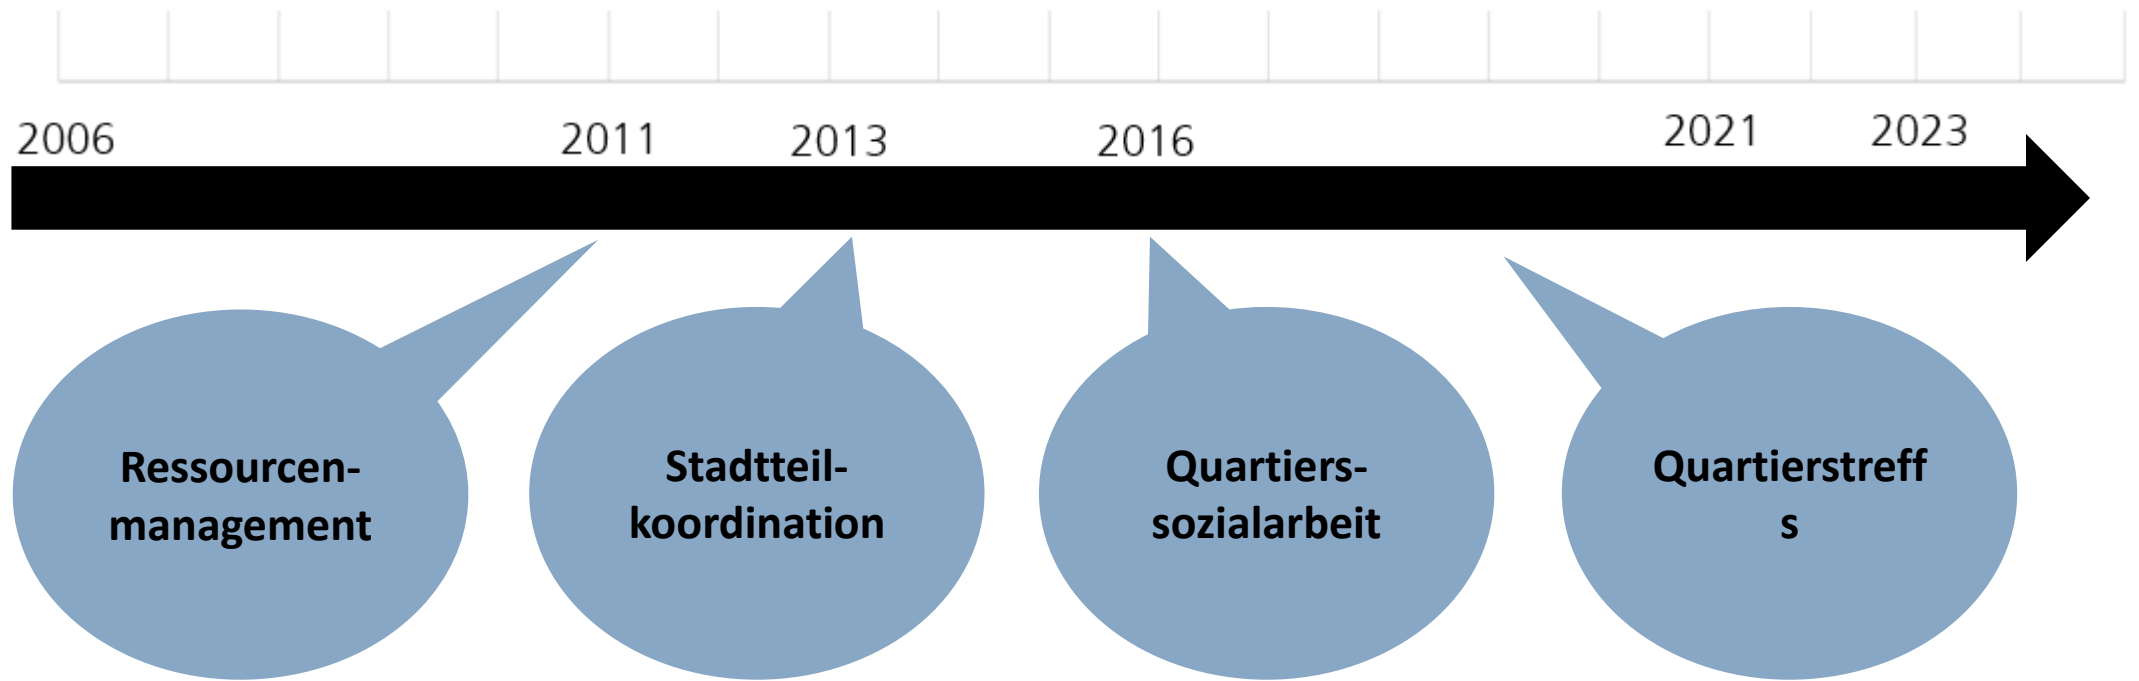 2006
2011
2013
2016
2021
2023
Ressourcen-
management
Stadtteil-
koordination
Quartiers-
sozialarbeit
Quartierstreff
s